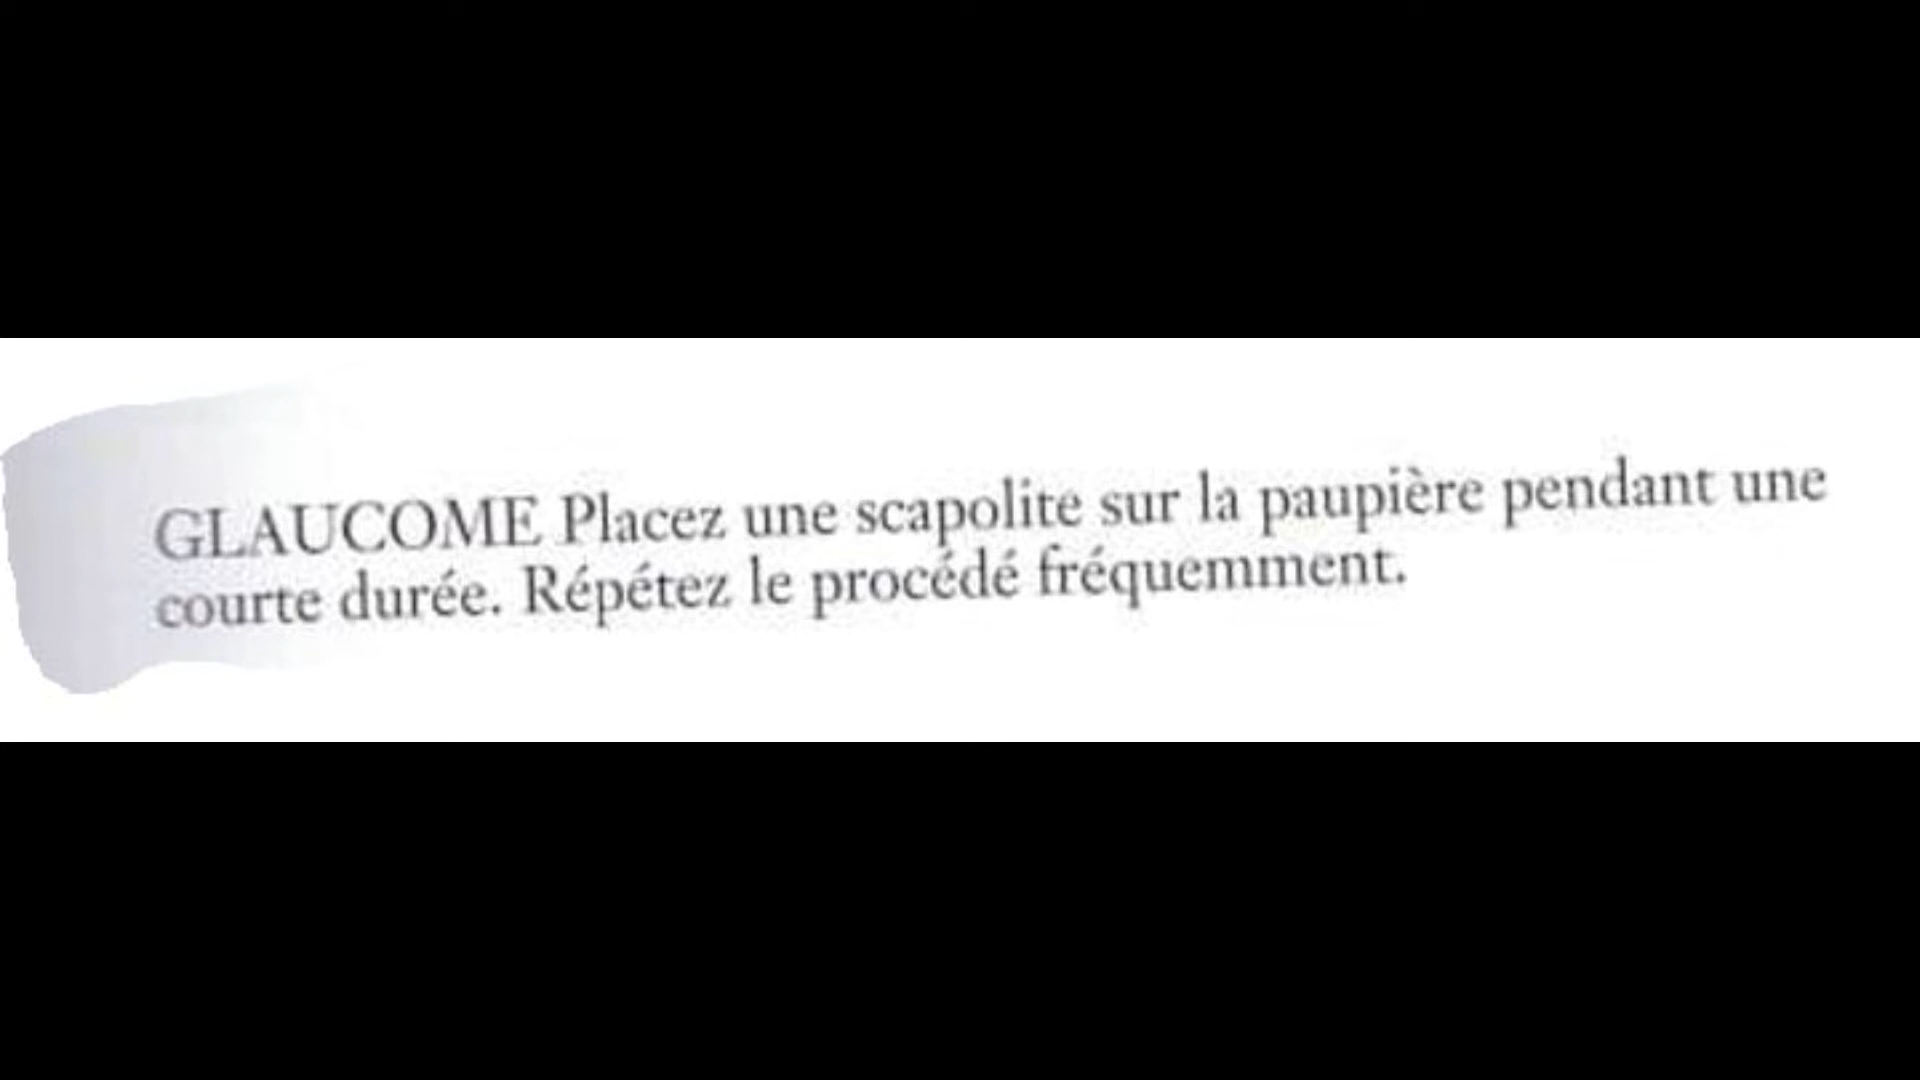 GLAUCOME Placez une scapolite sur la paupière pendant une
courte durée. Répétez le procédé fréquemment.